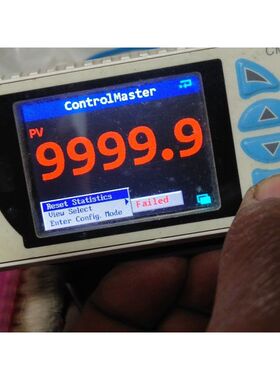 ControlMaster
PV
9999.9
Reset Statistics
Failed
View Select
Enter Config. Mode